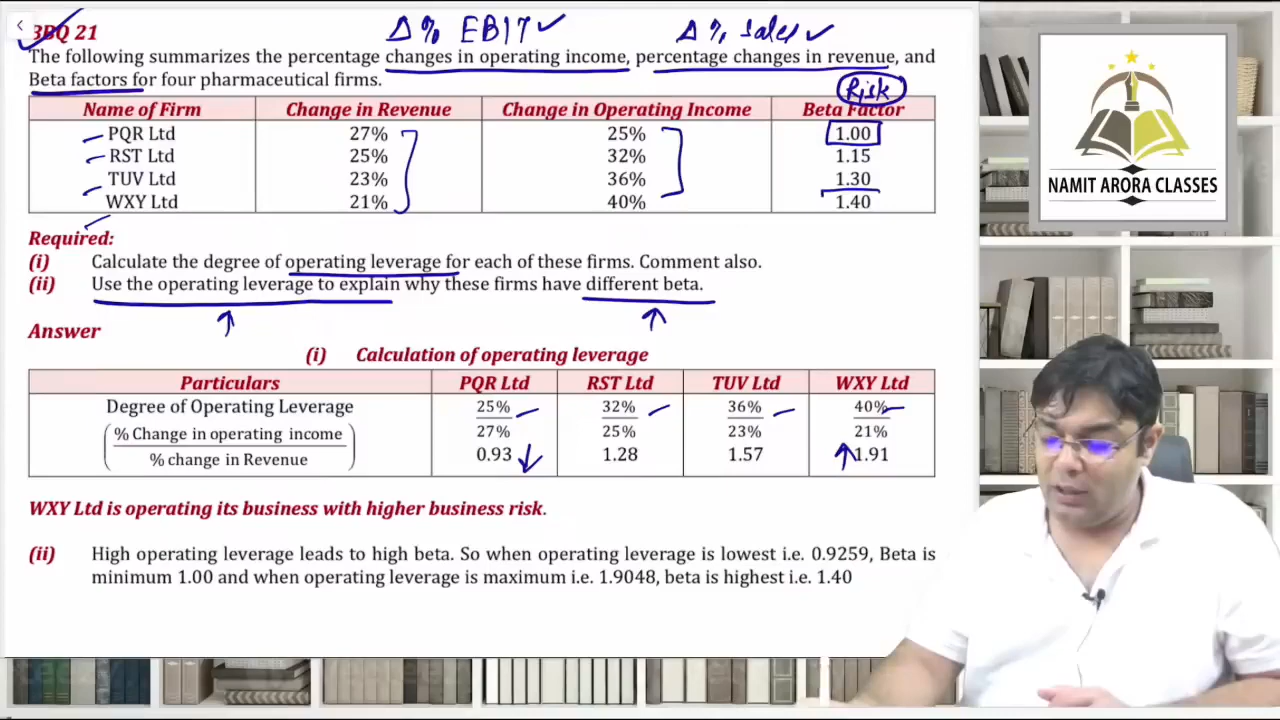 BBQ 21
Δ% EBIT ✓
Δ% Sales ✓
The following summarizes the percentage changes in operating income, percentage changes in revenue, and
Beta factors for four pharmaceutical firms.
Risk
Name of Firm Change in Revenue Change in Operating Income Beta Factor
PQR Ltd 27% 25% 1.00
RST Ltd 25% 32% 1.15
TUV Ltd 23% 36% 1.30
WXY Ltd 21% 40% 1.40
Required:
(i) Calculate the degree of operating leverage for each of these firms. Comment also.
(ii) Use the operating leverage to explain why these firms have different beta.
Answer
(i) Calculation of operating leverage
Particulars PQR Ltd RST Ltd TUV Ltd WXY Ltd
Degree of Operating Leverage 25% 32% 36% 40%
(% Change in operating income 27% 25% 23% 21%
% change in Revenue) 0.93 1.28 1.57 1.91
WXY Ltd is operating its business with higher business risk.
(ii) High operating leverage leads to high beta. So when operating leverage is lowest i.e. 0.9259, Beta is
minimum 1.00 and when operating leverage is maximum i.e. 1.9048, beta is highest i.e. 1.40
NAMIT ARORA CLASSES